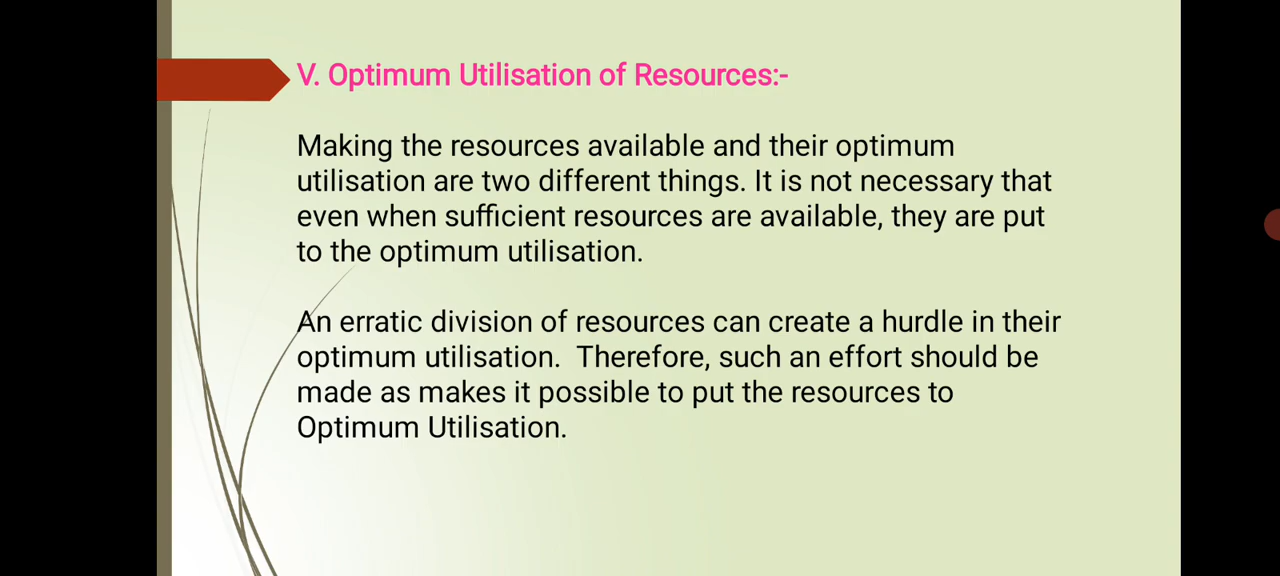 V. Optimum Utilisation of Resources:-
Making the resources available and their optimum
utilisation are two different things. It is not necessary that
even when sufficient resources are available, they are put
to the optimum utilisation.
An erratic division of resources can create a hurdle in their
optimum utilisation.  Therefore, such an effort should be
made as makes it possible to put the resources to
Optimum Utilisation.